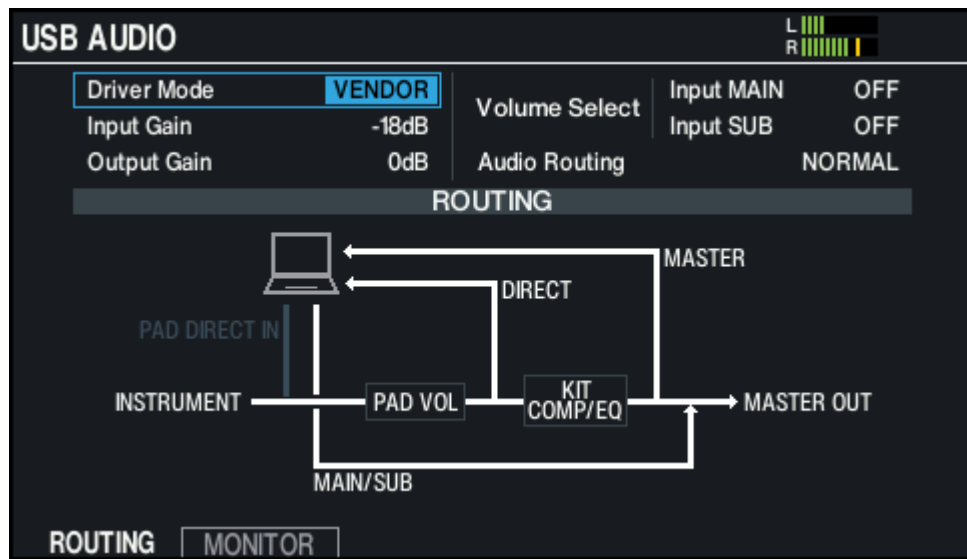 USB AUDIO
L
R
Driver Mode VENDOR
Input Gain -18dB
Output Gain 0dB
Volume Select
Input MAIN OFF
Input SUB OFF
Audio Routing NORMAL
ROUTING
MASTER
DIRECT
PAD DIRECT IN
INSTRUMENT
PAD VOL
KIT
COMP/EQ
MASTER OUT
MAIN/SUB
ROUTING MONITOR